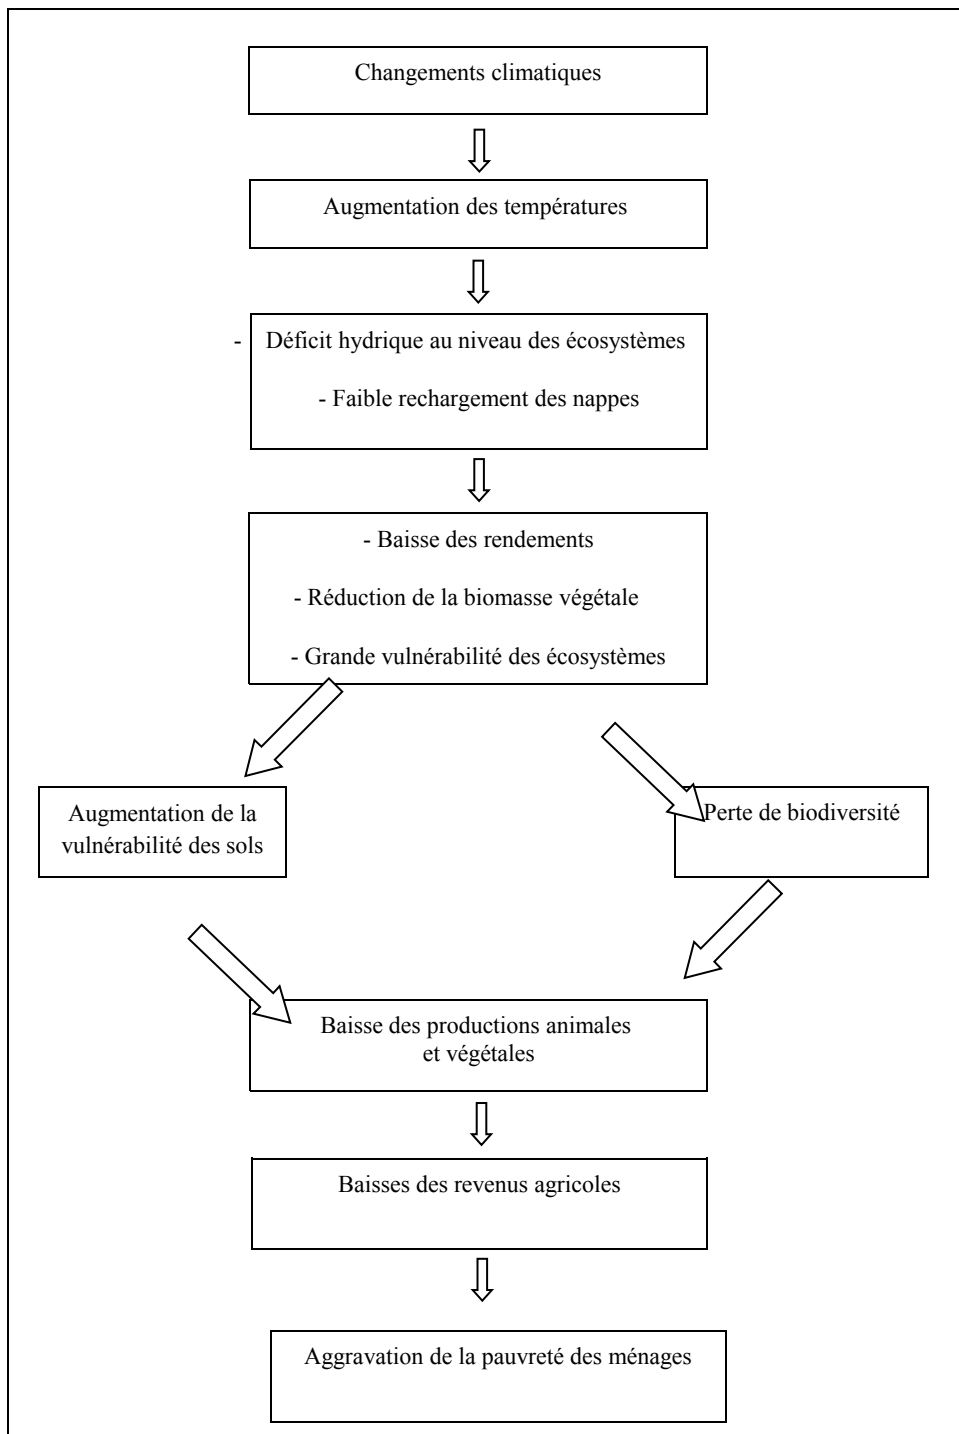 Changements climatiques
Augmentation des températures
- Déficit hydrique au niveau des écosystèmes
- Faible rechargement des nappes
- Baisse des rendements
- Réduction de la biomasse végétale
- Grande vulnérabilité des écosystèmes
Augmentation de la
vulnérabilité des sols
Perte de biodiversité
Baisse des productions animales
et végétales
Baisses des revenus agricoles
Aggravation de la pauvreté des ménages